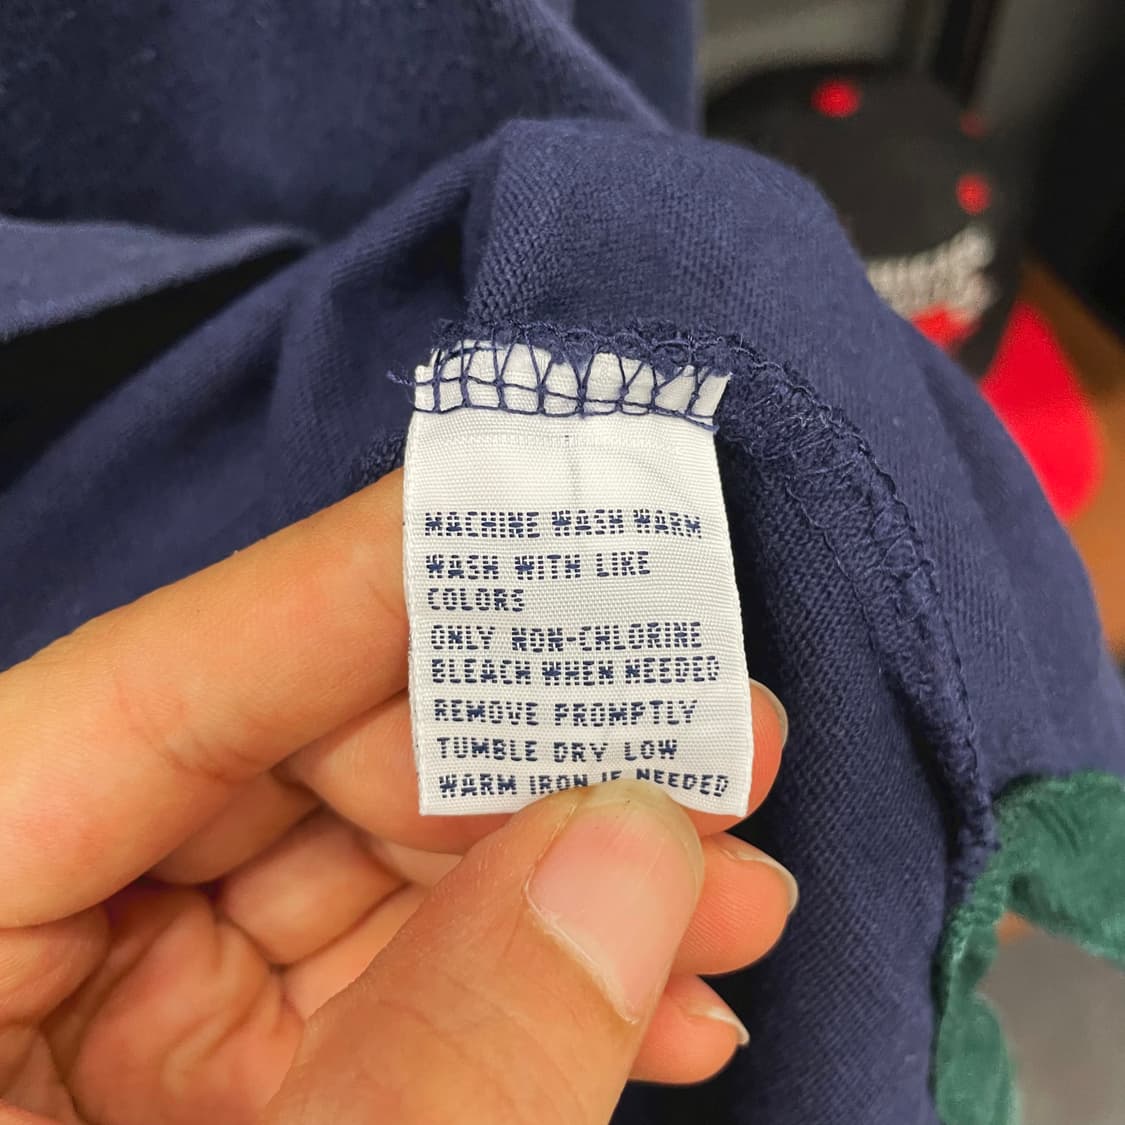 MACHINE WASH WARM
WASH WITH LIKE
COLORS
ONLY NON-CHLORINE
BLEACH WHEN NEEDED
REMOVE PROMPTLY
TUMBLE DRY LOW
WARM IRON IF NEEDED